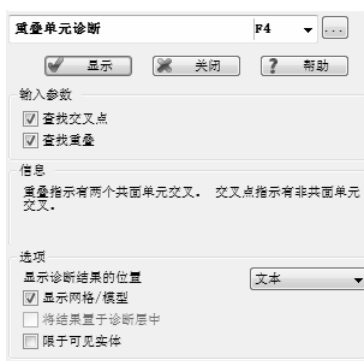 重叠单元诊断 F4 ...
显示 关闭 ? 帮助
输入参数
查找交叉点
查找重叠
信息
重叠指示有两个共面单元交叉. 交叉点指示有非共面单元
交叉.
选项
显示诊断结果的位置 文本
显示网格/模型
将结果置于诊断层中
限于可见实体